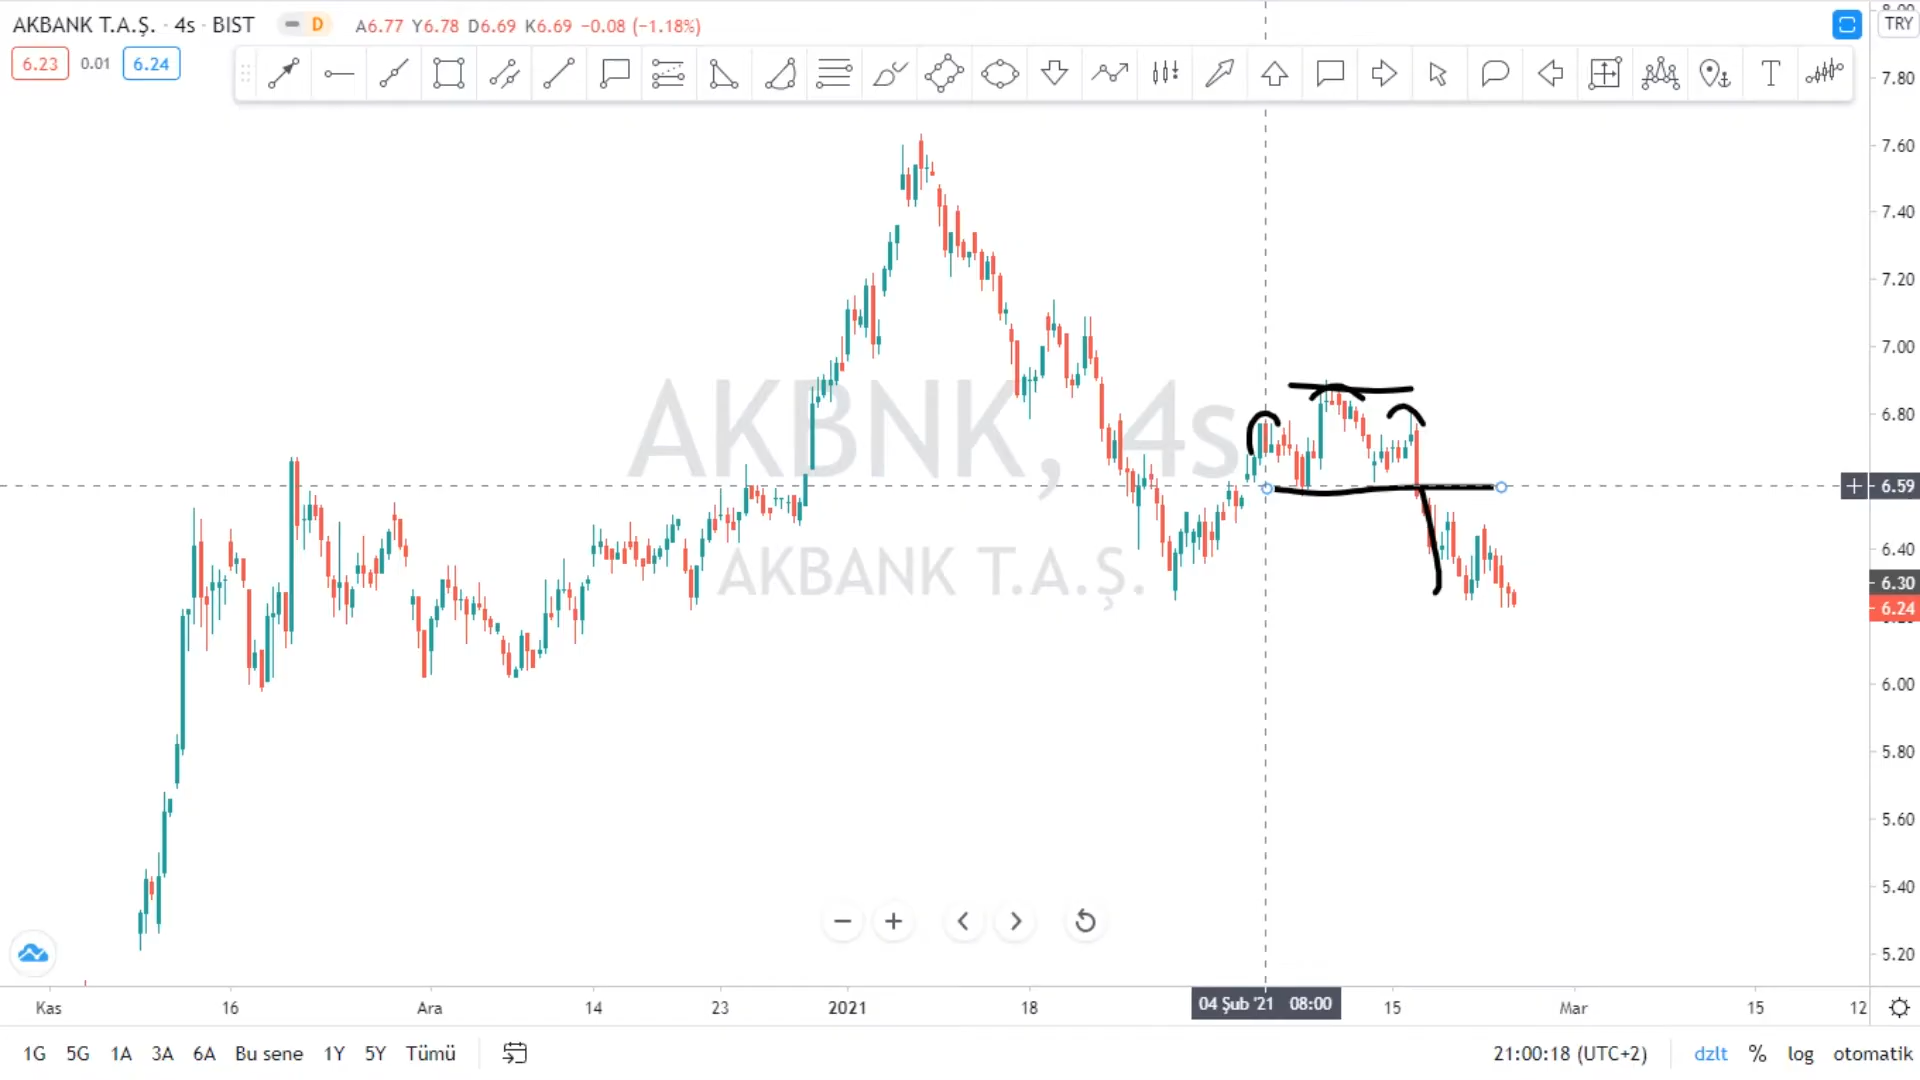 AKBANK T.A.Ş. · 4s · BIST D A6.77 Y6.78 D6.69 K6.69 −0.08 (−1.18%)
TRY
6.23 0.01 6.24
T
7.80
7.60
7.40
7.20
7.00
6.80
6.59
6.40
6.30
6.24
6.00
5.80
5.60
5.40
5.20
AKBNK, 4s
AKBANK T.A.Ş.
Kas 16 Ara 14 23 2021 18 04 Şub '21 08:00 15 Mar 15 12
1G 5G 1A 3A 6A Bu sene 1Y 5Y Tümü 21:00:18 (UTC+2) dzlt % log otomatik